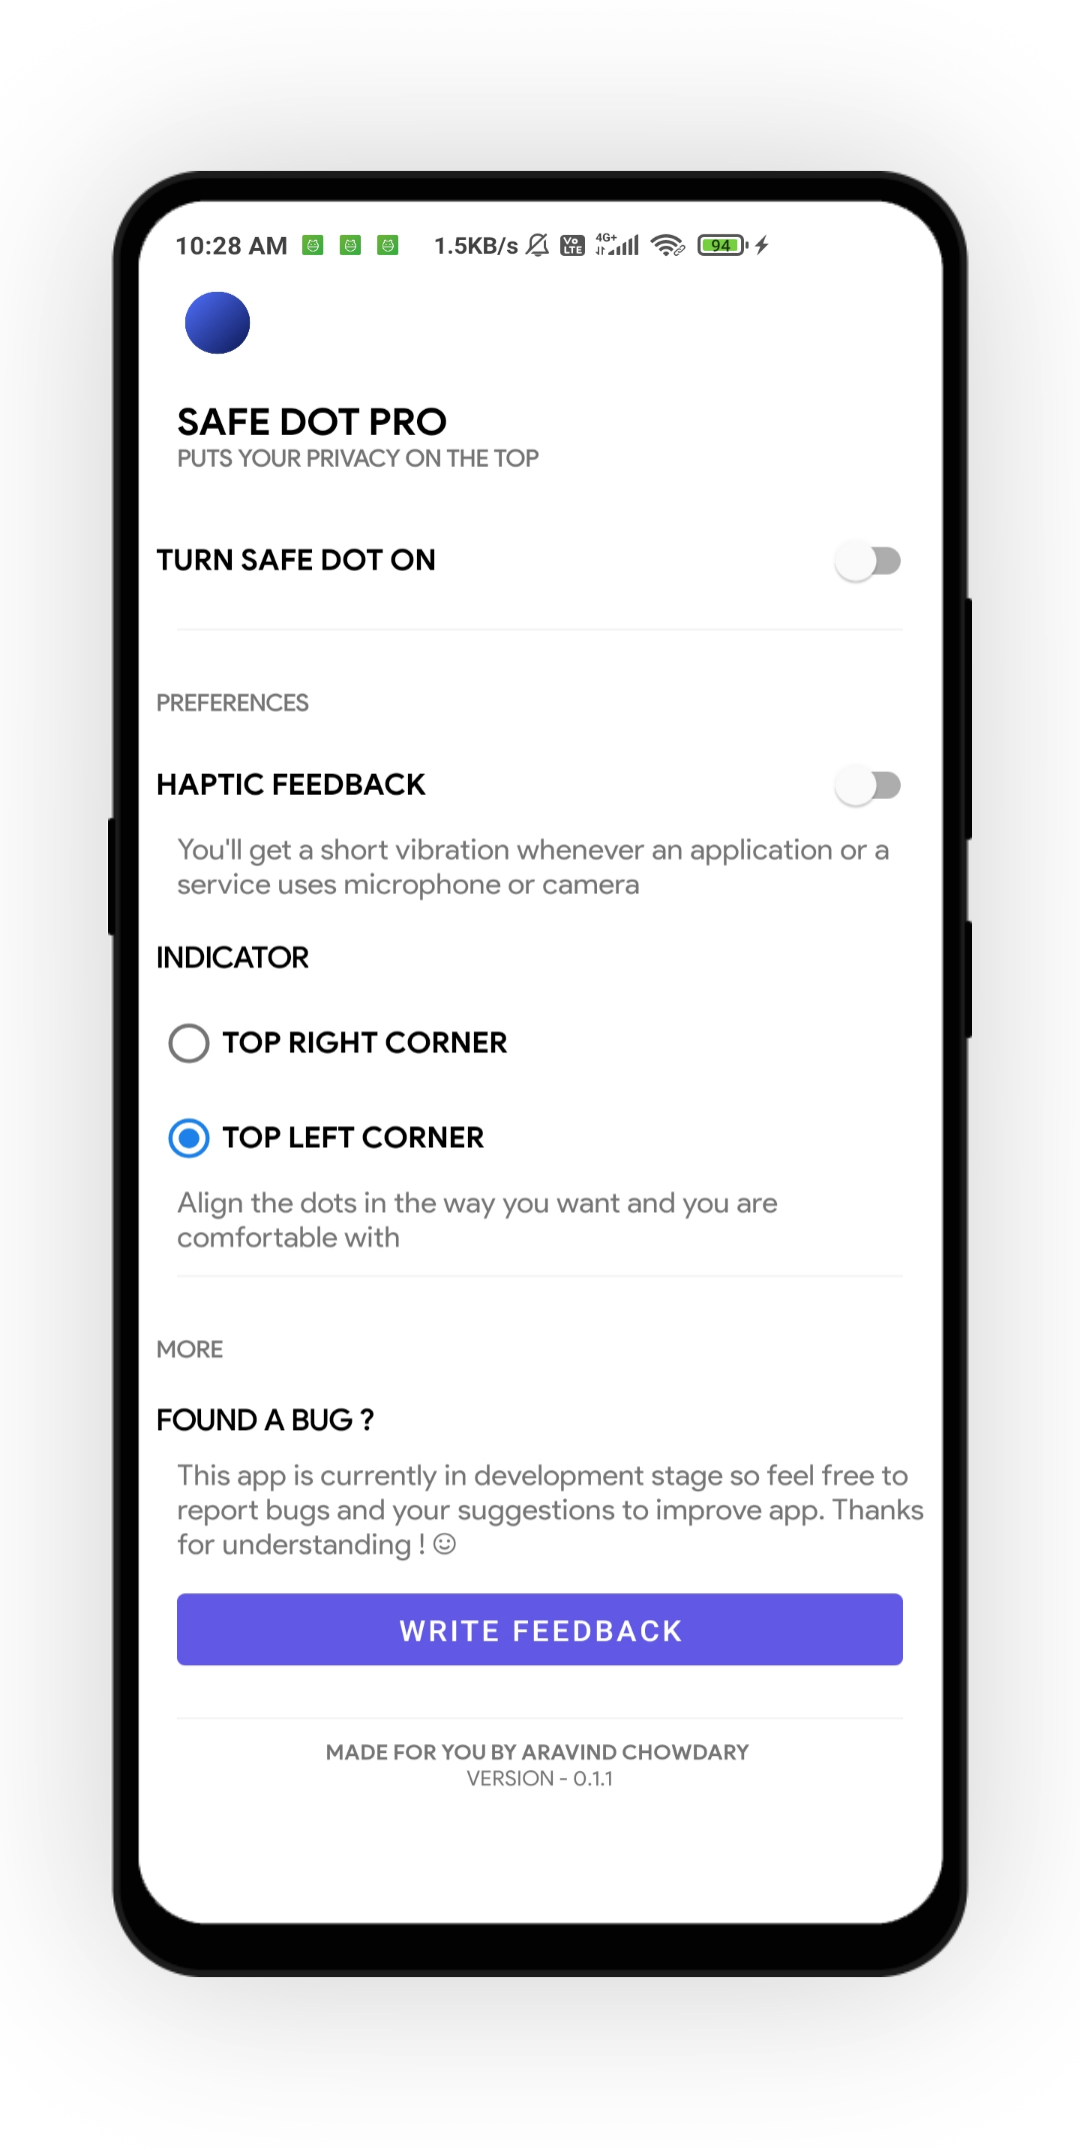 10:28 AM 1.5KB/s Vo LTE 4G+ 94
SAFE DOT PRO
PUTS YOUR PRIVACY ON THE TOP
TURN SAFE DOT ON
PREFERENCES
HAPTIC FEEDBACK
You'll get a short vibration whenever an application or a
service uses microphone or camera
INDICATOR
TOP RIGHT CORNER
TOP LEFT CORNER
Align the dots in the way you want and you are
comfortable with
MORE
FOUND A BUG ?
This app is currently in development stage so feel free to
report bugs and your suggestions to improve app. Thanks
for understanding ! ☺
WRITE FEEDBACK
MADE FOR YOU BY ARAVIND CHOWDARY
VERSION - 0.1.1